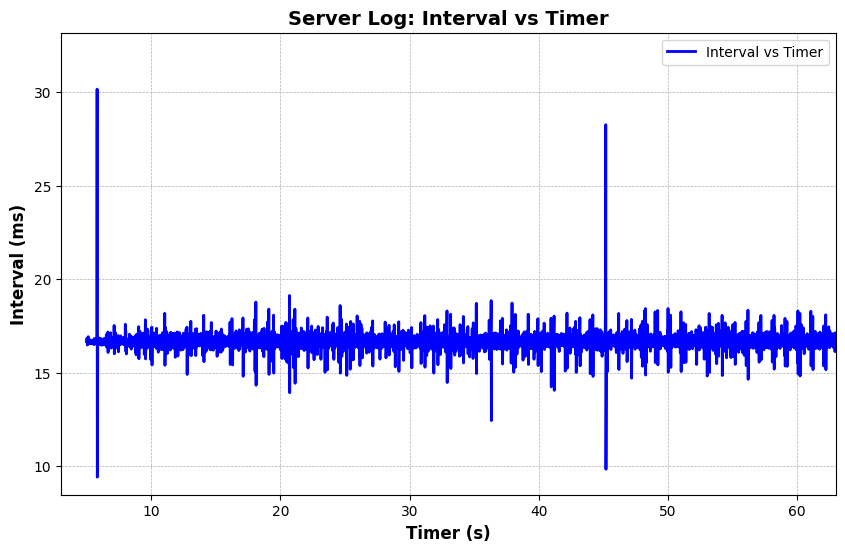 Server Log: Interval vs Timer
Interval vs Timer
30
25
20
15
10
Interval (ms)
10 20 30 40 50 60
Timer (s)